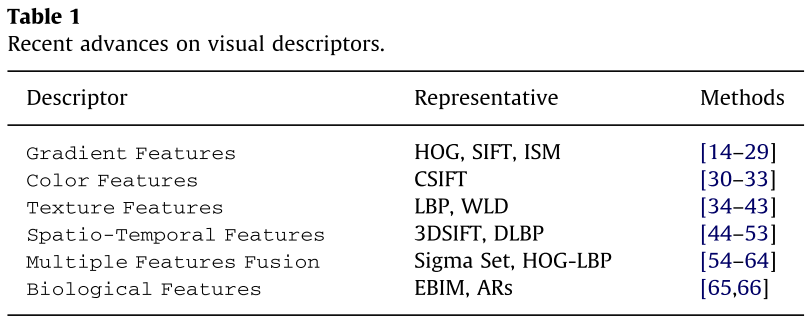 Table 1
Recent advances on visual descriptors.
Descriptor Representative Methods
Gradient Features HOG, SIFT, ISM [14–29]
Color Features CSIFT [30–33]
Texture Features LBP, WLD [34–43]
Spatio-Temporal Features 3DSIFT, DLBP [44–53]
Multiple Features Fusion Sigma Set, HOG-LBP [54–64]
Biological Features EBIM, ARs [65,66]